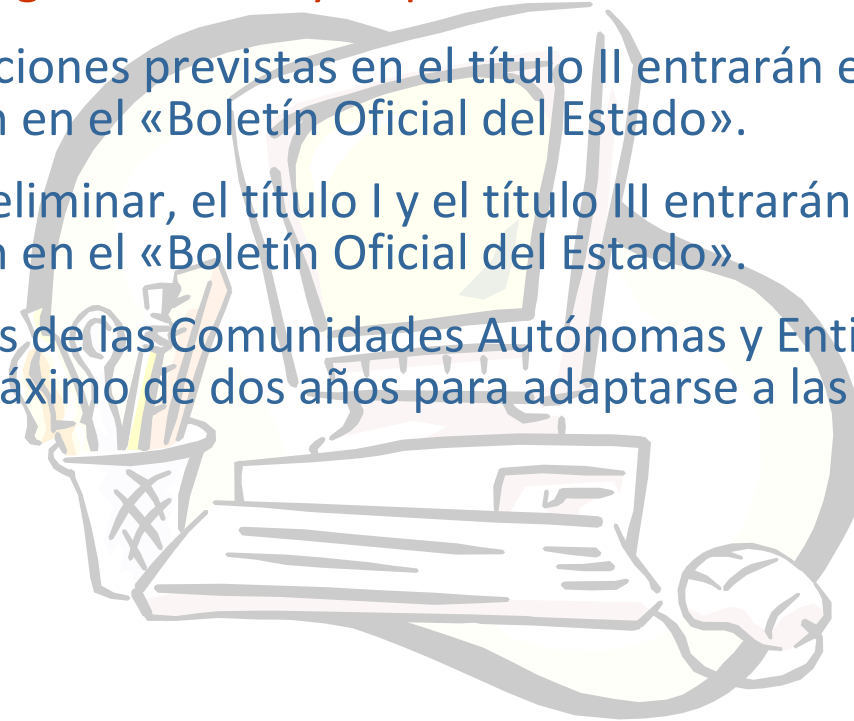 ciones previstas en el título II entrarán e
n en el «Boletín Oficial del Estado».
eliminar, el título I y el título III entrarán
n en el «Boletín Oficial del Estado».
s de las Comunidades Autónomas y Enti
áximo de dos años para adaptarse a las